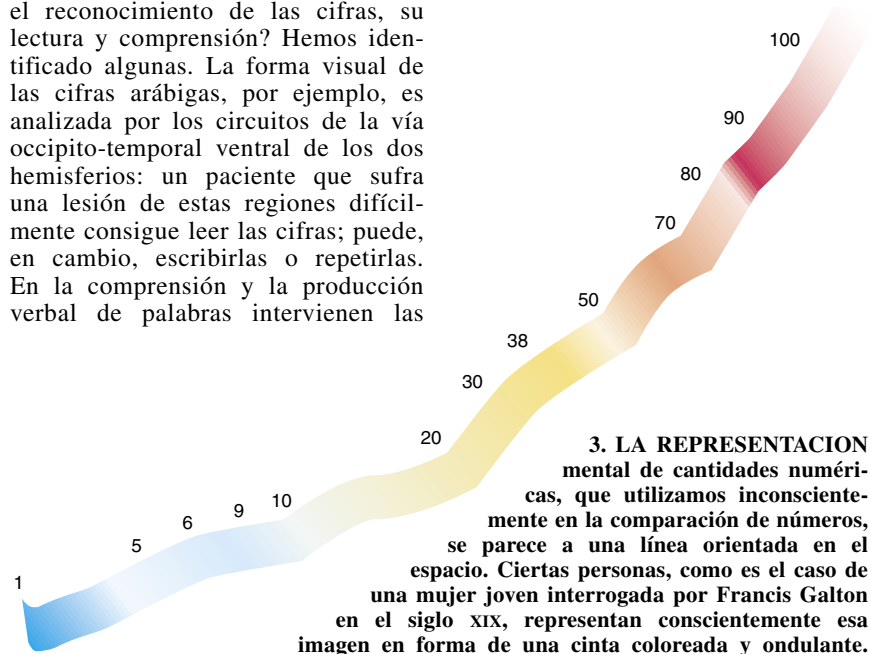 el reconocimiento de las cifras, su
lectura y comprensión? Hemos iden-
tificado algunas. La forma visual de
las cifras arábigas, por ejemplo, es
analizada por los circuitos de la vía
occipito-temporal ventral de los dos
hemisferios: un paciente que sufra
una lesión de estas regiones difícil-
mente consigue leer las cifras; puede,
en cambio, escribirlas o repetirlas.
En la comprensión y la producción
verbal de palabras intervienen las
100
90
80
70
50
38
30
20
10
9
6
5
1
3. LA REPRESENTACION
mental de cantidades numéri-
cas, que utilizamos inconsciente-
mente en la comparación de números,
se parece a una línea orientada en el
espacio. Ciertas personas, como es el caso de
una mujer joven interrogada por Francis Galton
en el siglo XIX, representan conscientemente esa
imagen en forma de una cinta coloreada y ondulante.